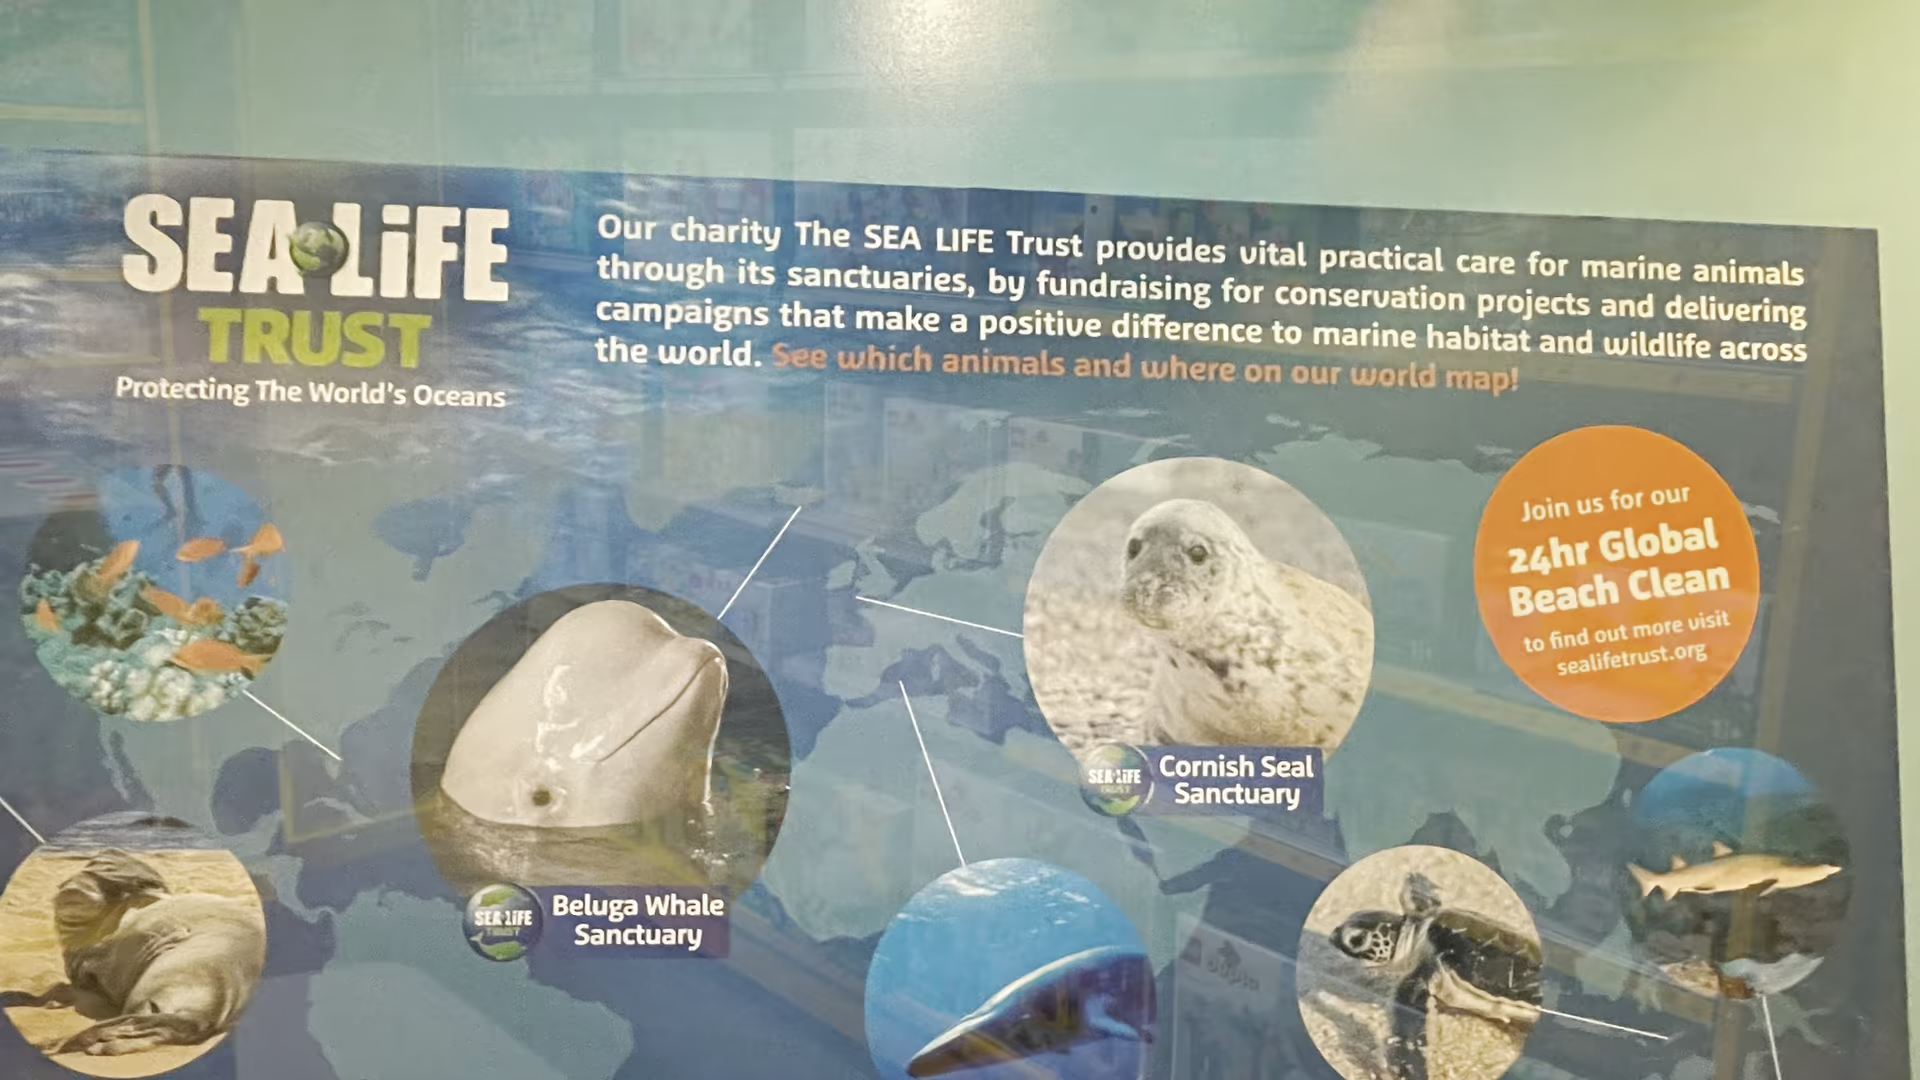 SEA LiFE
TRUST
Protecting The World's Oceans
Our charity The SEA LIFE Trust provides vital practical care for marine animals
through its sanctuaries, by fundraising for conservation projects and delivering
campaigns that make a positive difference to marine habitat and wildlife across
the world. See which animals and where on our world map!
Join us for our
24hr Global
Beach Clean
to find out more visit
sealifetrust.org
SEA LiFE
TRUST
Cornish Seal
Sanctuary
SEA LiFE
TRUST
Beluga Whale
Sanctuary